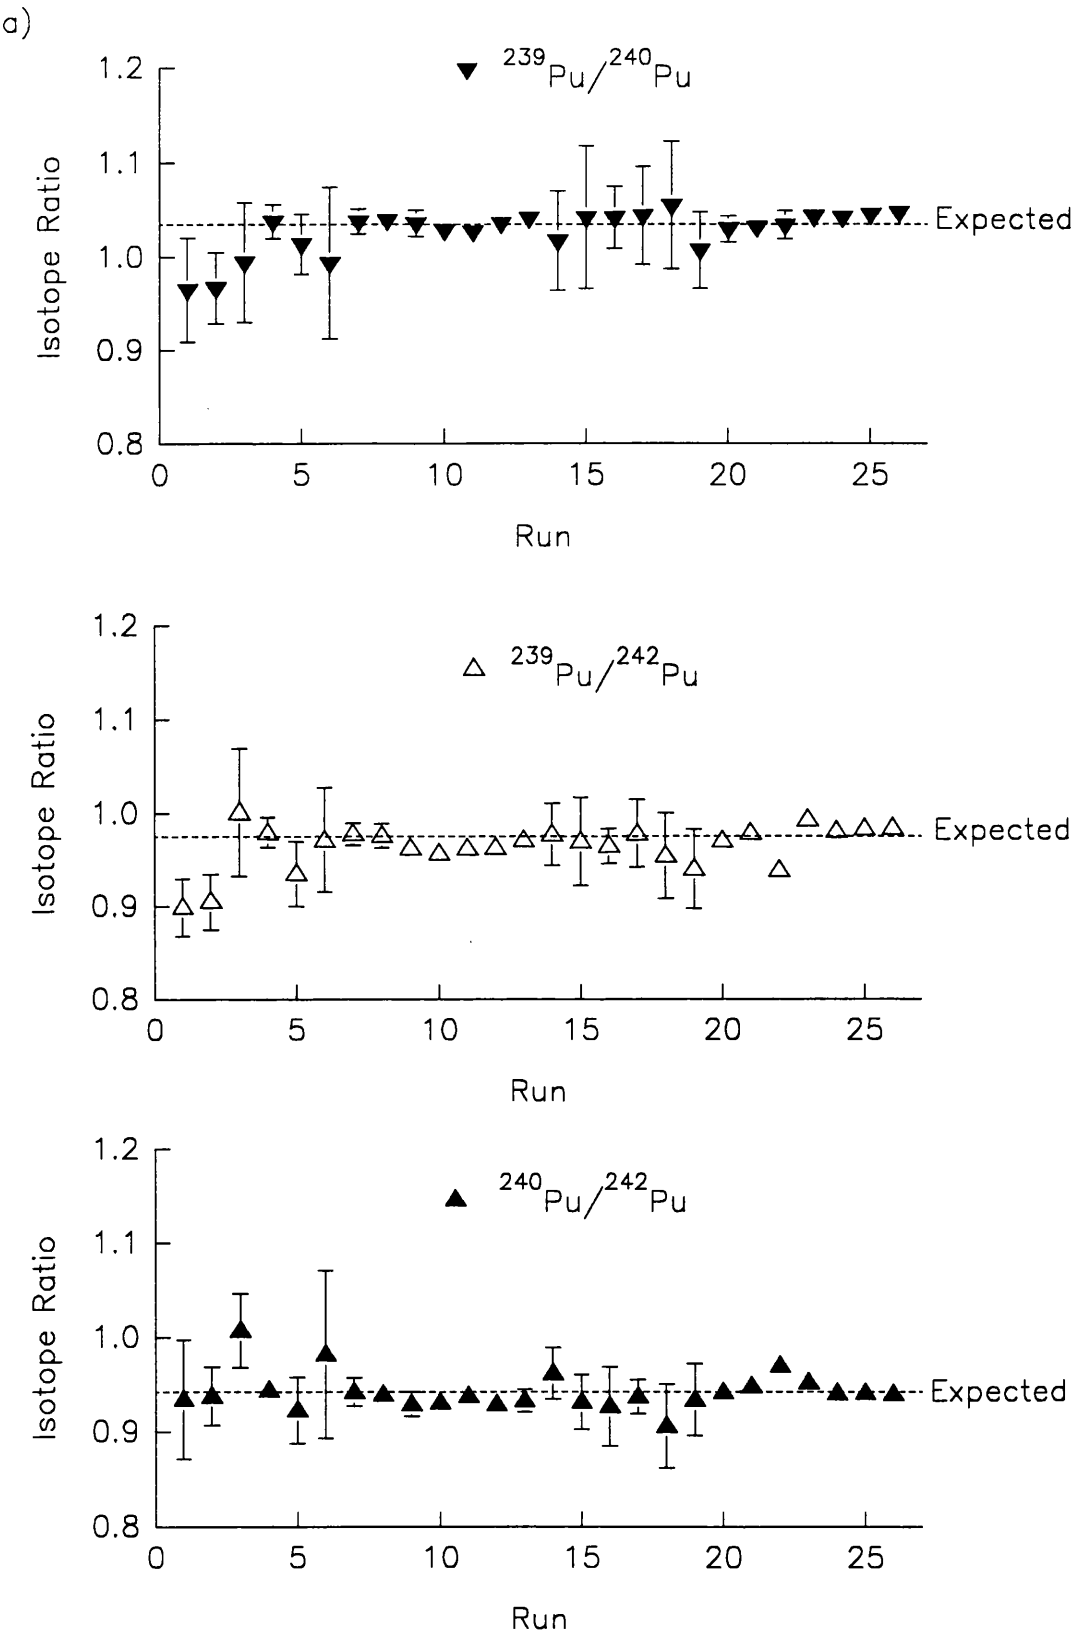 a)
²³⁹Pu/²⁴⁰Pu
1.2
1.1
1.0
0.9
0.8
Isotope Ratio
Expected
0 5 10 15 20 25
Run
²³⁹Pu/²⁴²Pu
1.2
1.1
1.0
0.9
0.8
Isotope Ratio
Expected
0 5 10 15 20 25
Run
²⁴⁰Pu/²⁴²Pu
1.2
1.1
1.0
0.9
0.8
Isotope Ratio
Expected
0 5 10 15 20 25
Run